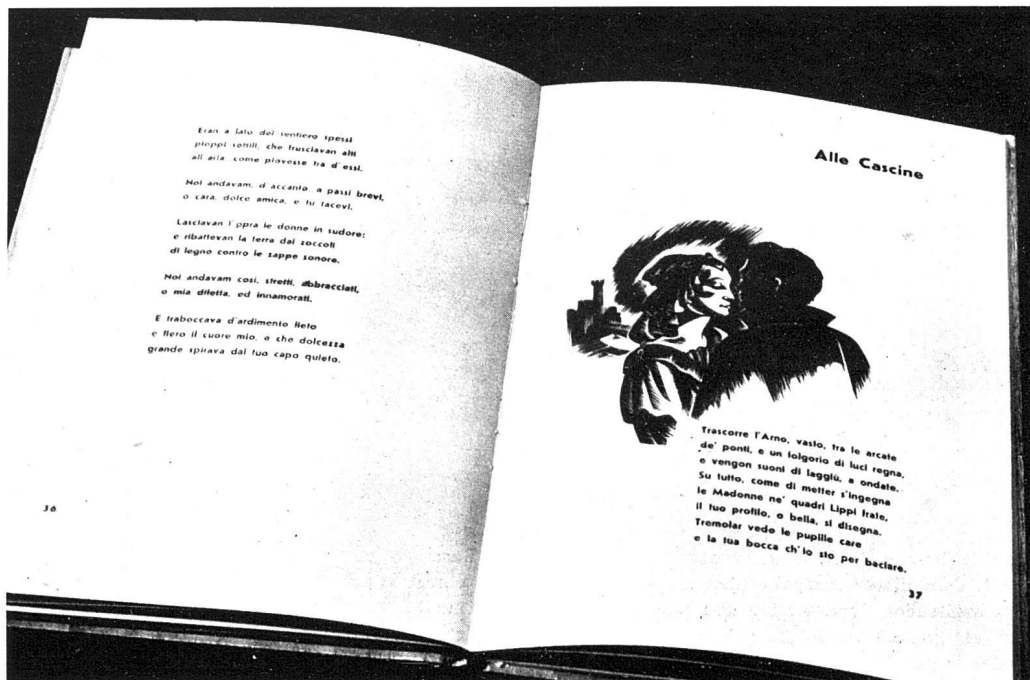 Eran a lato del sentiero spessi
pioppi sottili, che frusciavan alti
all'aria, come piovesse tra d'essi.
Noi andavam, d'accanto, a passi brevi,
o cara, dolce amica, e tu tacevi.
Lasciavan l'opra le donne in sudore;
e ribattevan la terra dai zoccoli
di legno contro le zappe sonore.
Noi andavam così, stretti, abbracciati,
o mia diletta, ed innamorati.
E traboccava d'ardimento lieto
e fiero il cuore mio, o che dolcezza
grande spirava dal tuo capo quieto.
36
Alle Cascine
Trascorre l'Arno, vasto, tra le arcate
de' ponti, e un folgorio di luci regna,
e vengon suoni di laggiù, a ondate.
Su tutto, come di metter s'ingegna
le Madonne ne' quadri Lippi frate,
il tuo profilo, o bella, si disegna.
Tremolar vedo le pupille care
e la tua bocca ch'io sto per baciare.
37